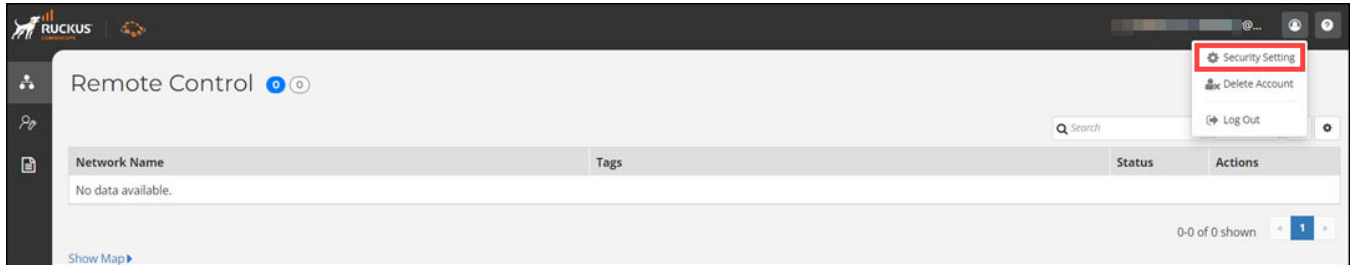 RUCKUS
COMMSCOPE
@...
Security Setting
Remote Control 0 0
Delete Account
Log Out
Search
Network Name Tags Status Actions
No data available.
0-0 of 0 shown « 1 »
Show Map